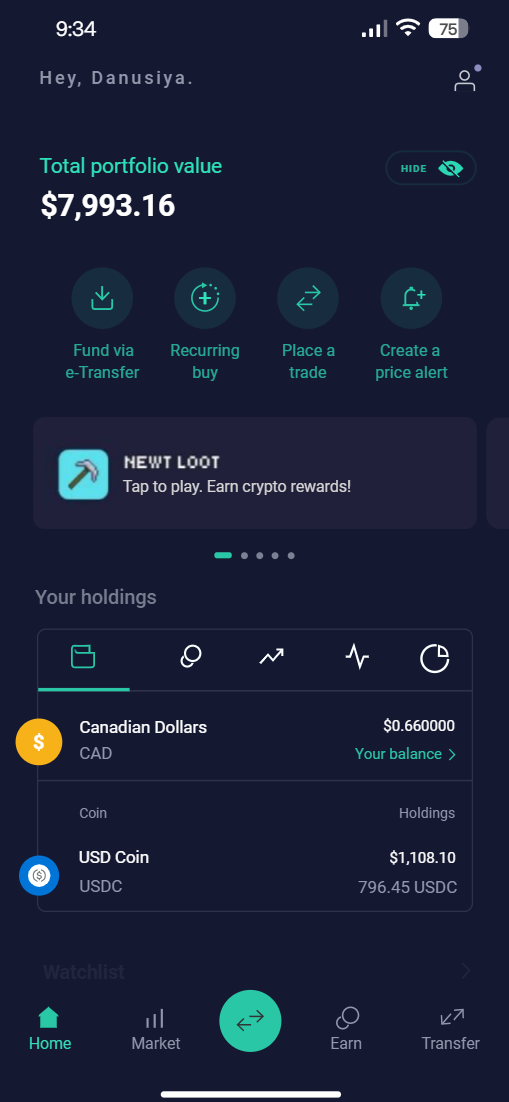 9:34
75
Hey, Danusiya.
Total portfolio value
HIDE
$7,993.16
Fund via
e-Transfer
Recurring
buy
Place a
trade
Create a
price alert
NEWT LOOT
Tap to play. Earn crypto rewards!
Your holdings
Canadian Dollars
$0.660000
CAD
Your balance >
Coin
Holdings
USD Coin
$1,108.10
USDC
796.45 USDC
Watchlist
Home
Market
Earn
Transfer